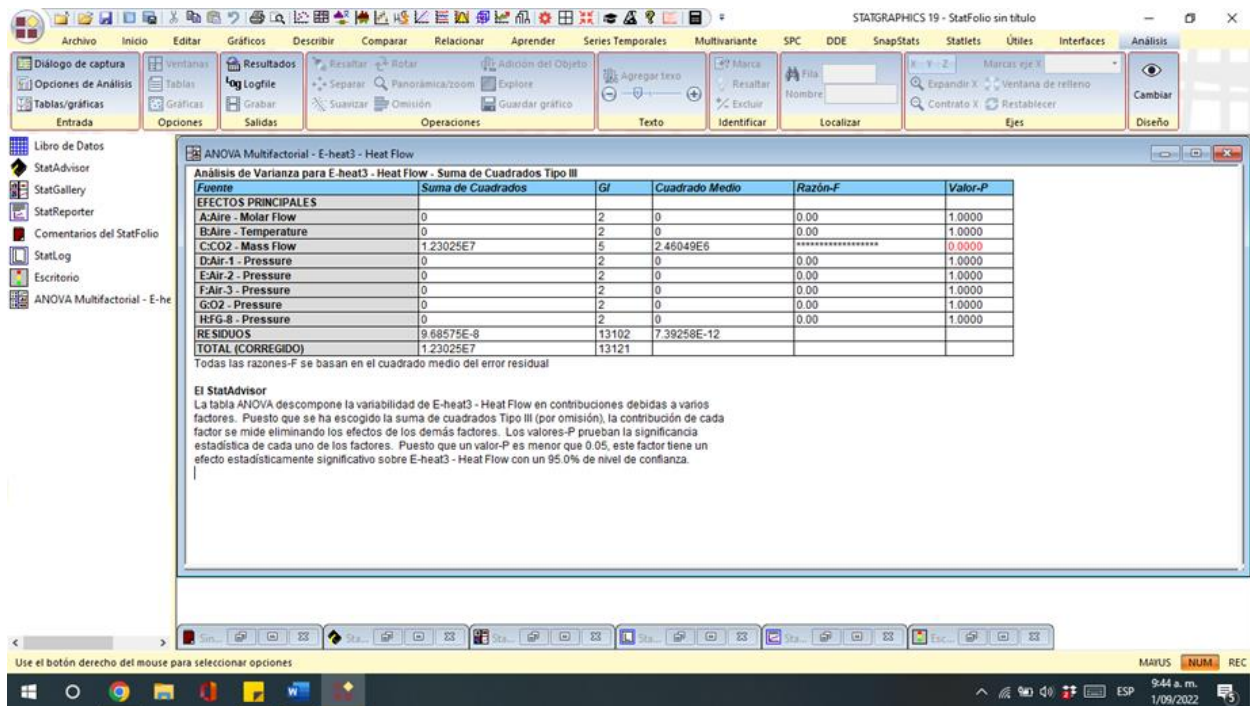 STATGRAPHICS 19 - StatFolio sin título
Archivo Inicio Editar Gráficos Describir Comparar Relacionar Aprender Series Temporales Multivariante SPC DDE SnapStats Statlets Útiles Interfaces Análisis
Diálogo de captura Ventanas Resultados Resaltar Rotar Adición del Objeto Agregar texo Marca Fila X Y Z Marcas eje X
Opciones de Análisis Tablas Logfile Separar Panorámica/zoom Explore Resaltar Nombre Expandir X Ventana de relleno Cambiar
Tablas/gráficas Gráficas Grabar Suavizar Omisión Guardar gráfico Excluir Contrato X Restablecer
Entrada Opciones Salidas Operaciones Texto Identificar Localizar Ejes Diseño
Libro de Datos
StatAdvisor
StatGallery
StatReporter
Comentarios del StatFolio
StatLog
Escritorio
ANOVA Multifactorial - E-he
ANOVA Multifactorial - E-heat3 - Heat Flow
Análisis de Varianza para E-heat3 - Heat Flow - Suma de Cuadrados Tipo III
Fuente Suma de Cuadrados Gl Cuadrado Medio Razón-F Valor-P
EFECTOS PRINCIPALES
A:Aire - Molar Flow 0 2 0 0.00 1.0000
B:Aire - Temperature 0 2 0 0.00 1.0000
C:CO2 - Mass Flow 1.23025E7 5 2.46049E6 ****************** 0.0000
D:Air-1 - Pressure 0 2 0 0.00 1.0000
E:Air-2 - Pressure 0 2 0 0.00 1.0000
F:Air-3 - Pressure 0 2 0 0.00 1.0000
G:O2 - Pressure 0 2 0 0.00 1.0000
H:FG-8 - Pressure 0 2 0 0.00 1.0000
RESIDUOS 9.68575E-8 13102 7.39258E-12
TOTAL (CORREGIDO) 1.23025E7 13121
Todas las razones-F se basan en el cuadrado medio del error residual
El StatAdvisor
La tabla ANOVA descompone la variabilidad de E-heat3 - Heat Flow en contribuciones debidas a varios
factores. Puesto que se ha escogido la suma de cuadrados Tipo III (por omisión), la contribución de cada
factor se mide eliminando los efectos de los demás factores. Los valores-P prueban la significancia
estadística de cada uno de los factores. Puesto que un valor-P es menor que 0.05, este factor tiene un
efecto estadísticamente significativo sobre E-heat3 - Heat Flow con un 95.0% de nivel de confianza.
Sin... Sta... Sta... Sta... Sta... Esc...
Use el botón derecho del mouse para seleccionar opciones
MAYUS NUM REC
ESP
9:44 a. m.
1/09/2022
5